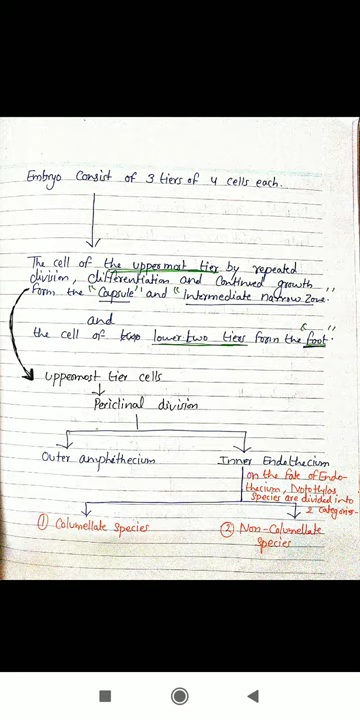 Embryo consist of 3 tiers of 4 cells each.
The cell of the uppermost tier by repeated
division, differentiation and continued growth
form the "Capsule" and "Intermediate narrow zone."
and
the cell of lower two tiers form the "foot".
Uppermost tier cells
Periclinal division
Outer amphithecium
Inner Endothecium
on the fate of Endo-
thecium, Notothylas
species are divided into
2 categories-
① Columellate Species
② Non-Columellate
Species